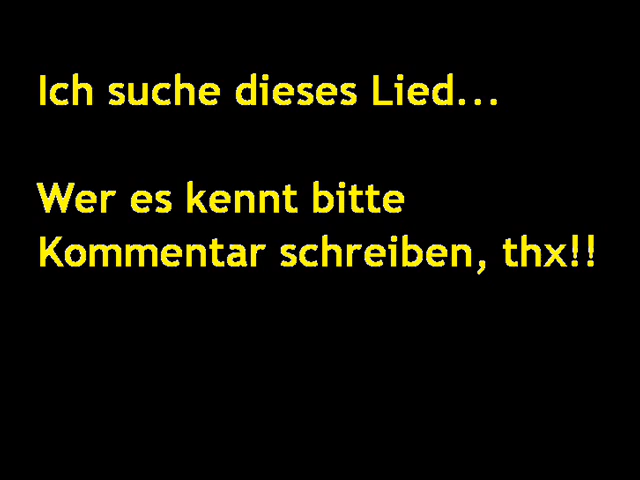 Ich suche dieses Lied...
Wer es kennt bitte
Kommentar schreiben, thx!!